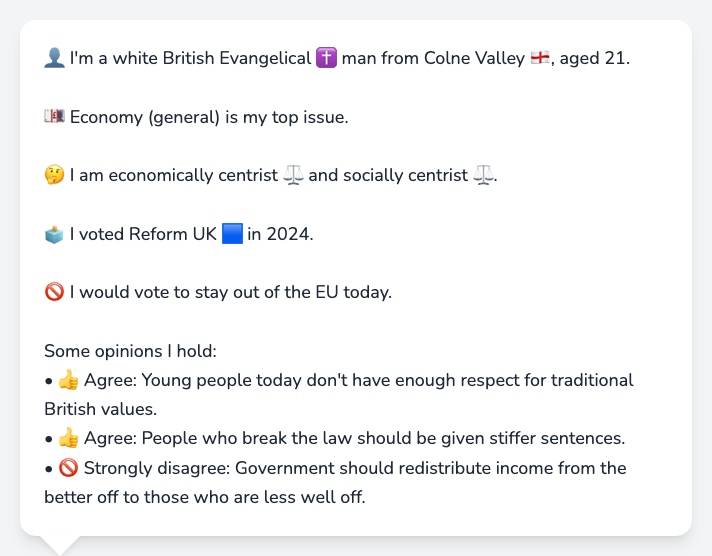 👤 I'm a white British Evangelical ✝️ man from Colne Valley 🏴󠁧󠁢󠁥󠁮󠁧󠁿, aged 21.
💷 Economy (general) is my top issue.
🤔 I am economically centrist ⚖️ and socially centrist ⚖️.
🗳️ I voted Reform UK 🟦 in 2024.
🚫 I would vote to stay out of the EU today.
Some opinions I hold:
• 👍 Agree: Young people today don't have enough respect for traditional
British values.
• 👍 Agree: People who break the law should be given stiffer sentences.
• 🚫 Strongly disagree: Government should redistribute income from the
better off to those who are less well off.